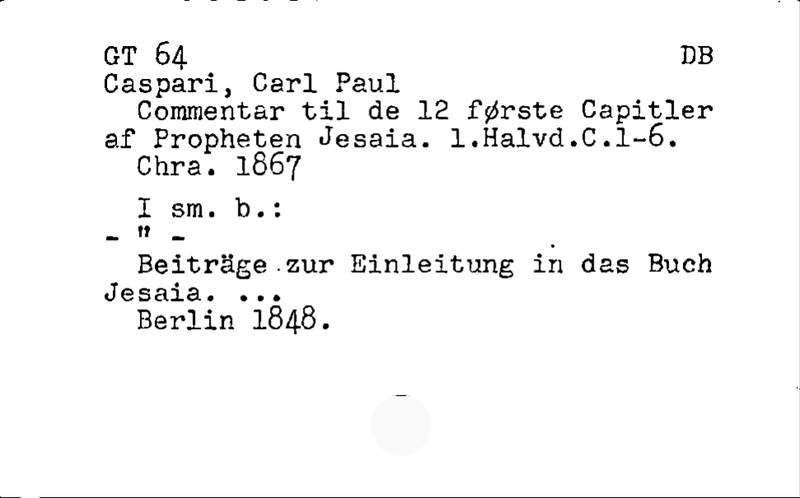 GT 64 DB
Caspari, Carl Paul
Commentar til de 12 første Capitler
af Propheten Jesaia. 1.Halvd.C.1-6.
Chra. 1867
I sm. b.:
- " -
Beiträge zur Einleitung in das Buch
Jesaia. ...
Berlin 1848.